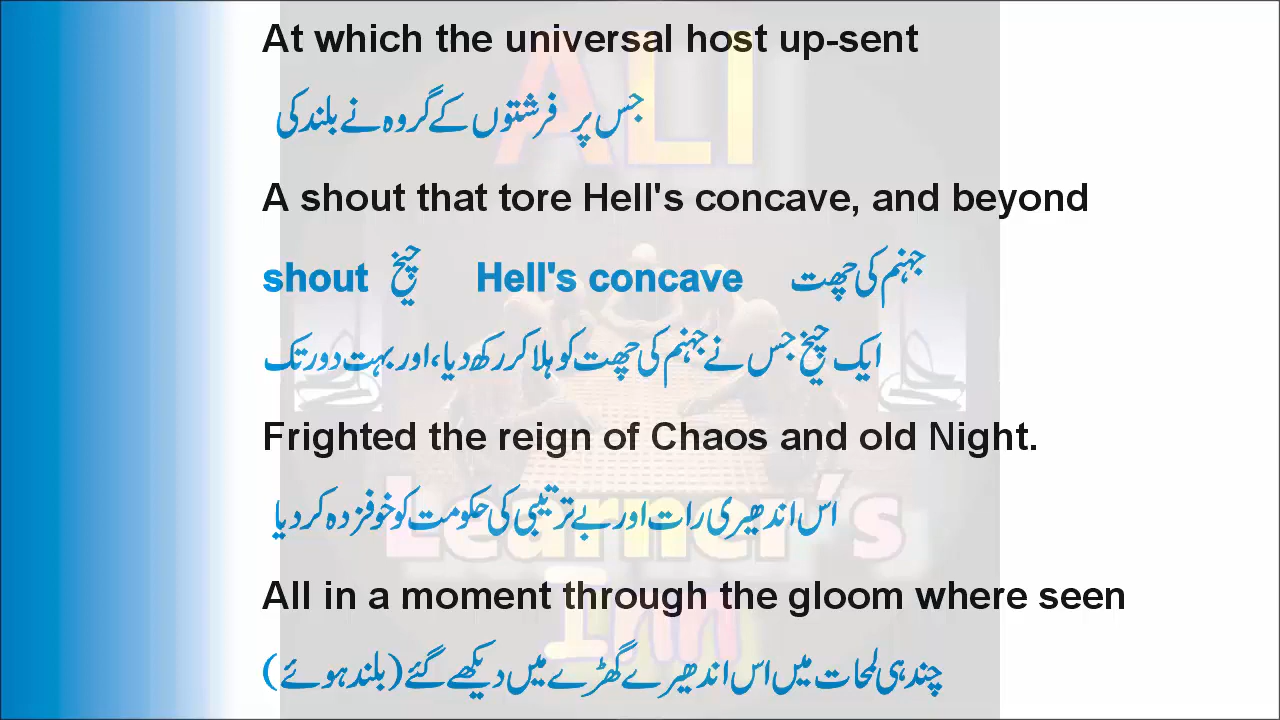 At which the universal host up-sent
جس پر فرشتوں کے گروہ نے بلند کی
A shout that tore Hell's concave, and beyond
shout چیخ Hell's concave جہنم کی چھت
ایک چیخ جس نے جہنم کی چھت کو ہلا کر رکھ دیا، اور بہت دور تک
Frighted the reign of Chaos and old Night.
اس اندھیری رات اور بے ترتیبی کی حکومت کو خوفزدہ کر دیا
All in a moment through the gloom where seen
چند ہی لمحات میں اس اندھیرے گھڑے میں دیکھے گئے (بلند ہوئے)
ALI
Learner's
Inn